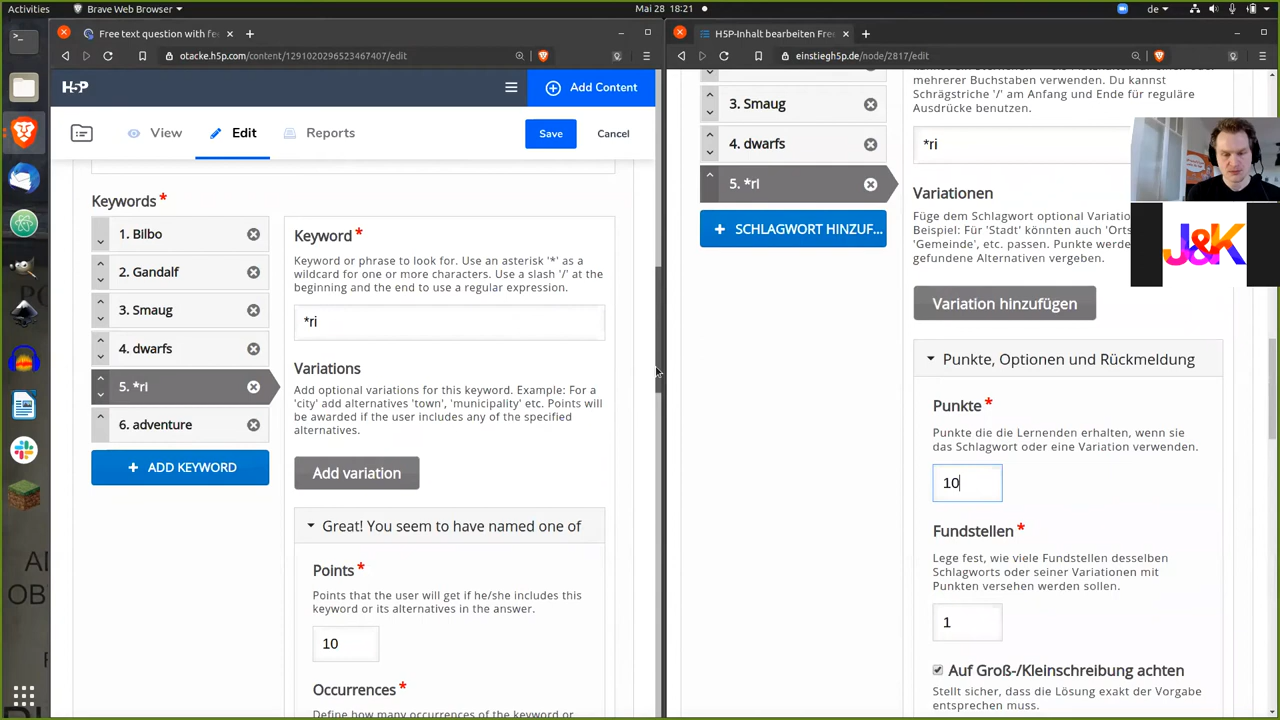 Activities
Brave Web Browser
Mai 28 18:21
de
Free text question with fe
otacke.h5p.com/content/1291020296523467407/edit
H5P
Add Content
View
Edit
Reports
Save
Cancel
Keywords *
1. Bilbo
2. Gandalf
3. Smaug
4. dwarfs
5. *ri
6. adventure
+ ADD KEYWORD
Keyword *
Keyword or phrase to look for. Use an asterisk '*' as a
wildcard for one or more characters. Use a slash '/' at the
beginning and the end to use a regular expression.
*ri
Variations
Add optional variations for this keyword. Example: For a
'city' add alternatives 'town', 'municipality' etc. Points will
be awarded if the user includes any of the specified
alternatives.
Add variation
Great! You seem to have named one of
Points *
Points that the user will get if he/she includes this
keyword or its alternatives in the answer.
10
Occurrences *
Define how many occurrences of the keyword or
H5P-Inhalt bearbeiten Free
einstiegh5p.de/node/2817/edit
3. Smaug
4. dwarfs
5. *ri
+ SCHLAGWORT HINZUF...
mehrerer Buchstaben verwenden. Du kannst
Schrägstriche '/' am Anfang und Ende für reguläre
Ausdrücke benutzen.
*ri
Variationen
Füge dem Schlagwort optional Variatio
Beispiel: Für 'Stadt' könnten auch 'Orts
'Gemeinde', etc. passen. Punkte werde
gefundene Alternativen vergeben.
Variation hinzufügen
Punkte, Optionen und Rückmeldung
Punkte *
Punkte die die Lernenden erhalten, wenn sie
das Schlagwort oder eine Variation verwenden.
10
Fundstellen *
Lege fest, wie viele Fundstellen desselben
Schlagworts oder seiner Variationen mit
Punkten versehen werden sollen.
1
Auf Groß-/Kleinschreibung achten
Stellt sicher, dass die Lösung exakt der Vorgabe
entsprechen muss.
J&K